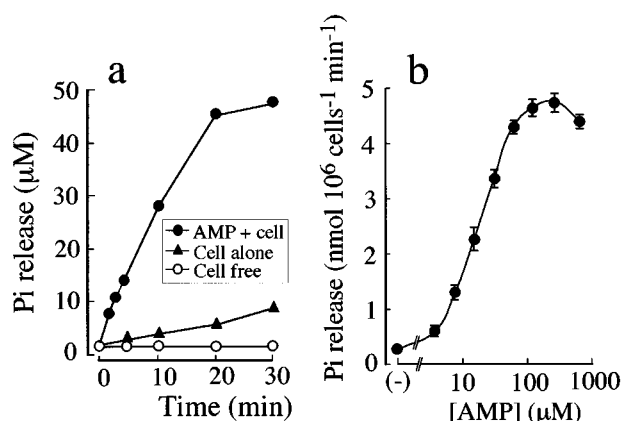 a
Pi release (μM)
50
40
30
20
10
0
AMP + cell
Cell alone
Cell free
0
10
20
30
Time (min)
b
Pi release (nmol 10⁶ cells⁻¹ min⁻¹)
5
4
3
2
1
0
(-)
10
100
1000
[AMP] (μM)